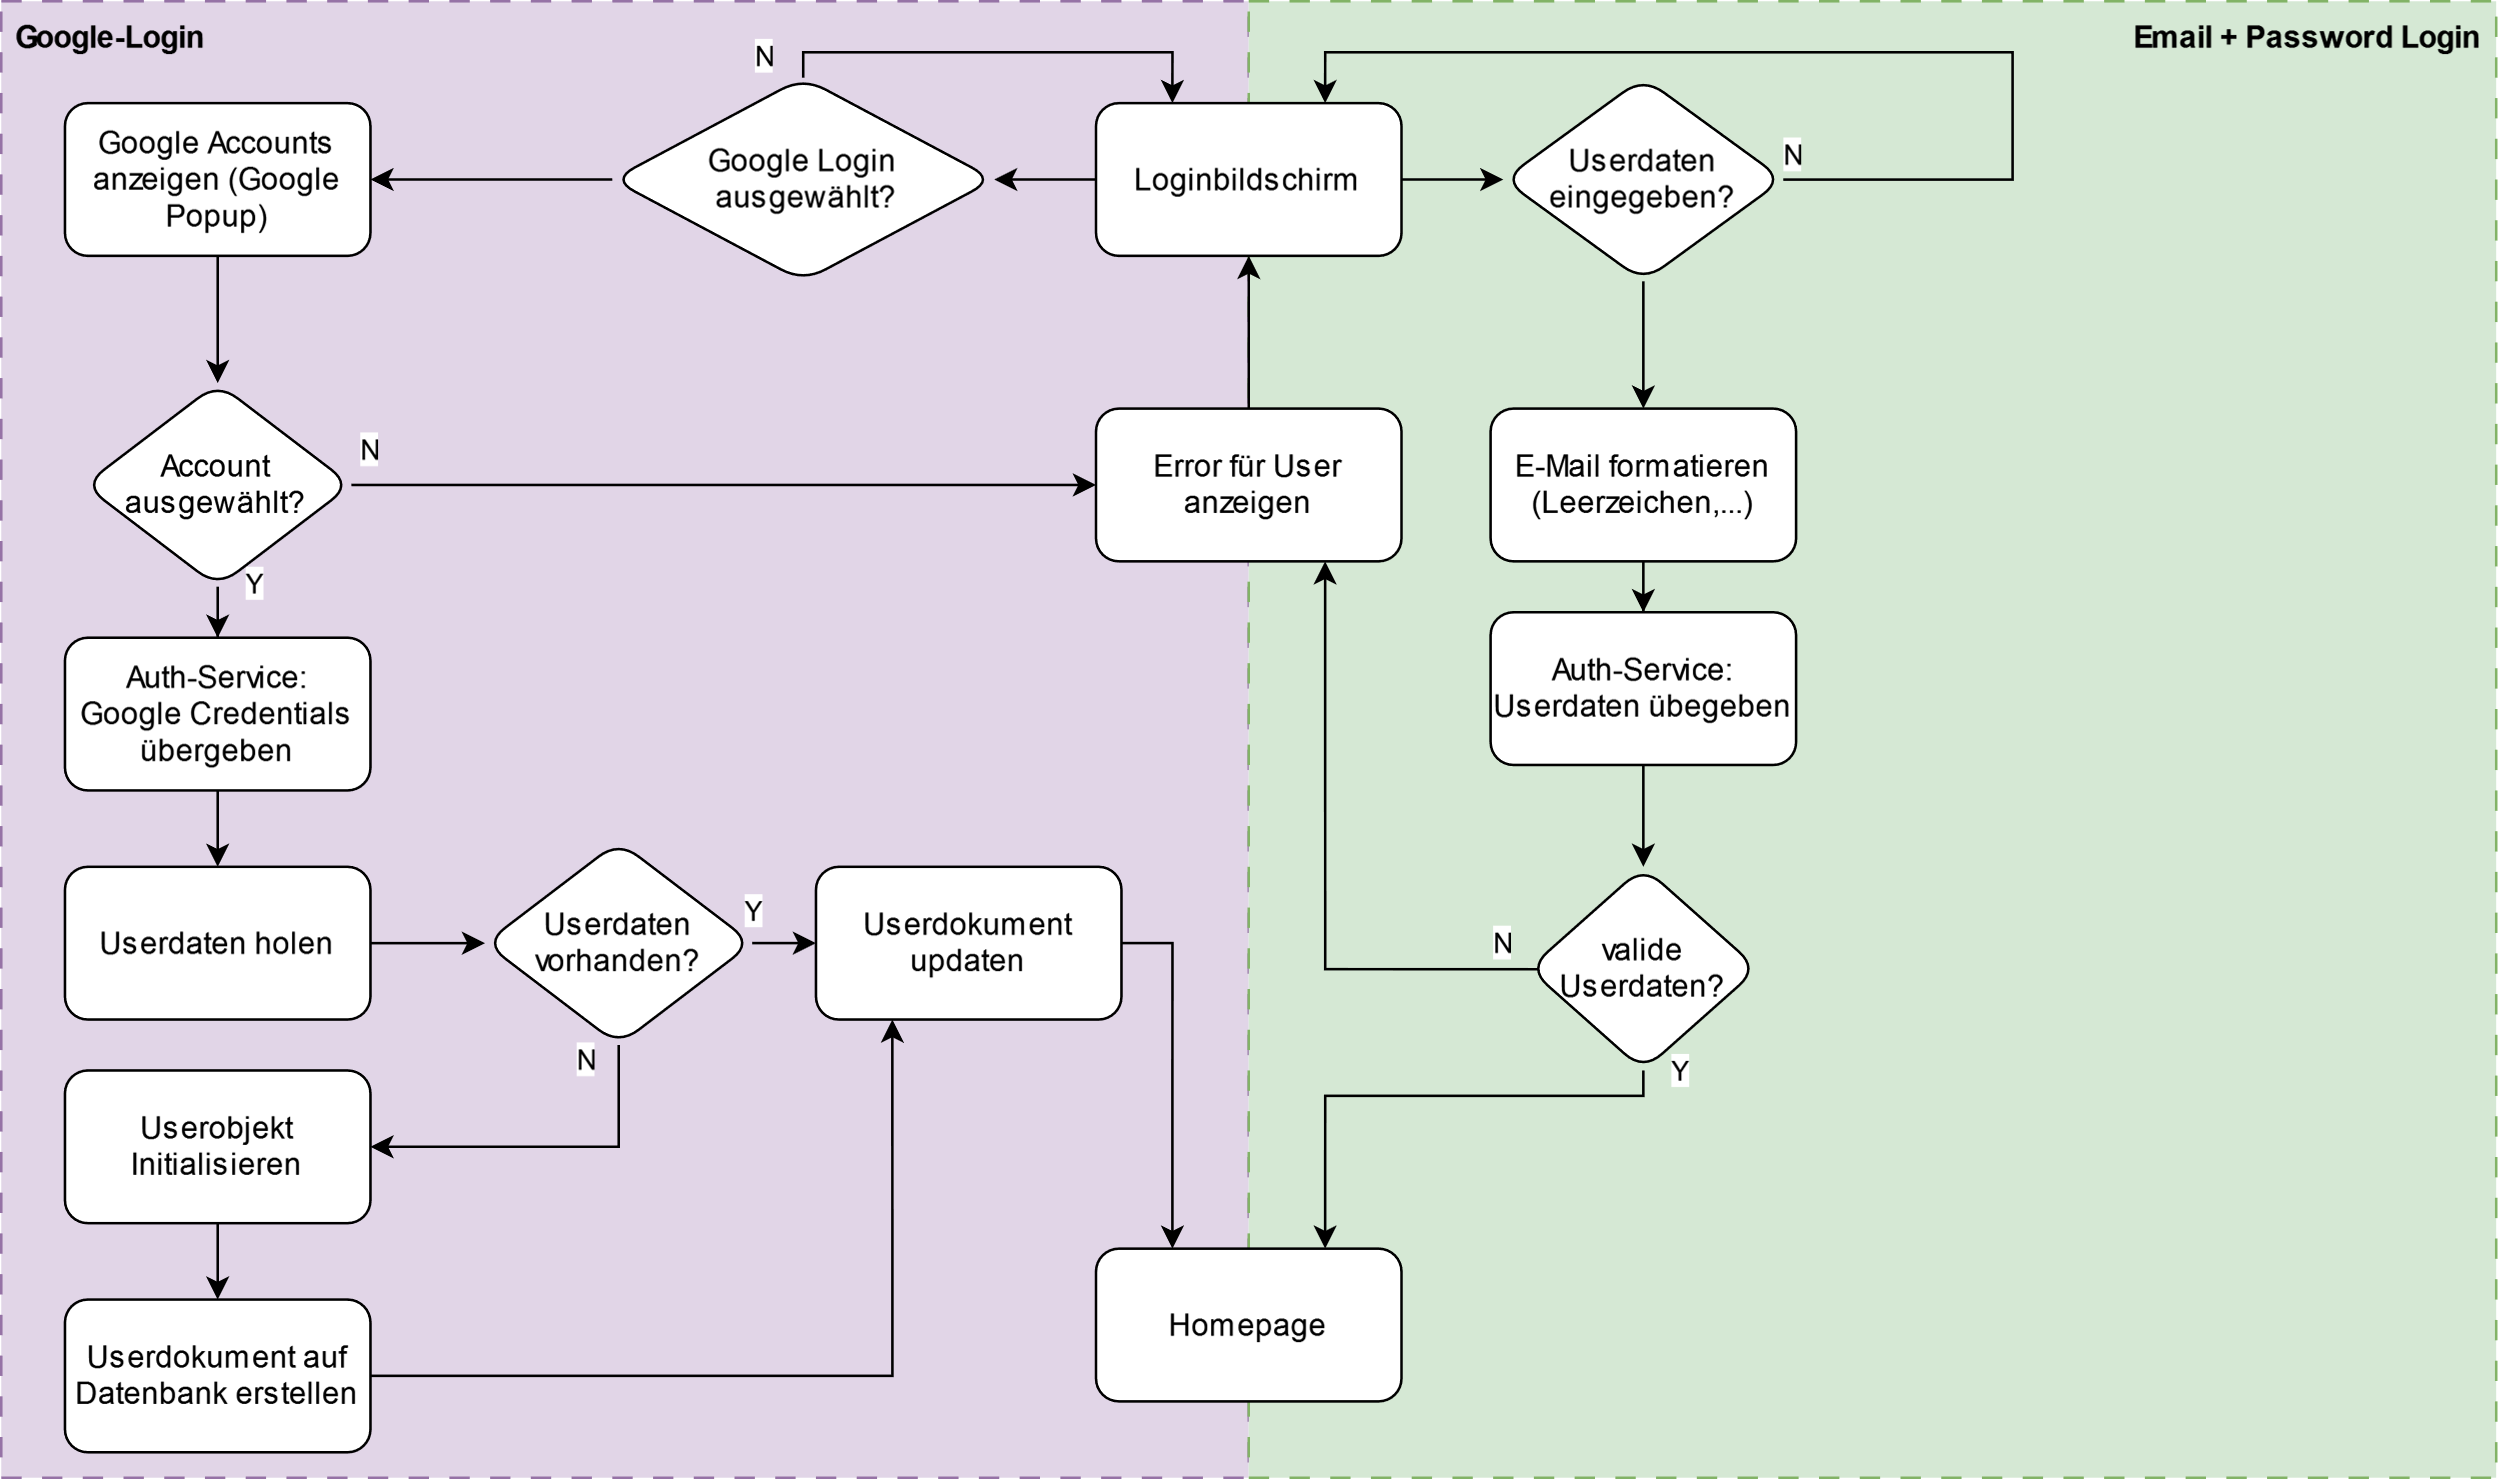 Google-Login
Email + Password Login
N
Google Accounts
anzeigen (Google
Popup)
Google Login
ausgewählt?
Loginbildschirm
Userdaten
eingegeben?
N
Account
ausgewählt?
N
Y
Error für User
anzeigen
E-Mail formatieren
(Leerzeichen,...)
Auth-Service:
Google Credentials
übergeben
Auth-Service:
Userdaten übegeben
Userdaten holen
Userdaten
vorhanden?
Y
N
Userdokument
updaten
N
valide
Userdaten?
Y
Userobjekt
Initialisieren
Userdokument auf
Datenbank erstellen
Homepage